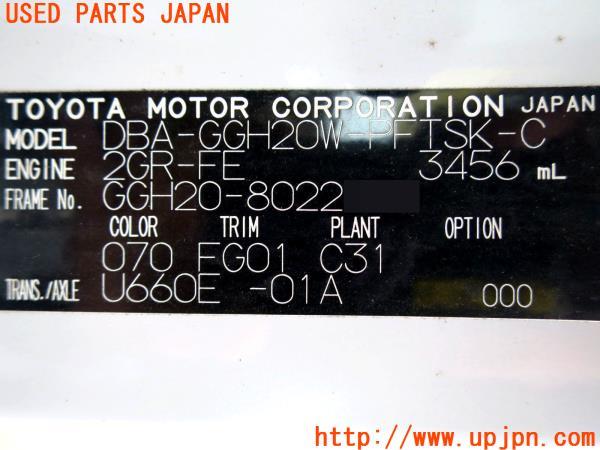 USED PARTS JAPAN
TOYOTA MOTOR CORPORATION JAPAN
MODEL DBA-GGH20W-PFTSK-C
ENGINE 2GR-FE 3456 mL
FRAME No. GGH20-8022
COLOR TRIM PLANT OPTION
070 FG01 C31
TRANS./AXLE U660E -01A 000
http://www.upjpn.com